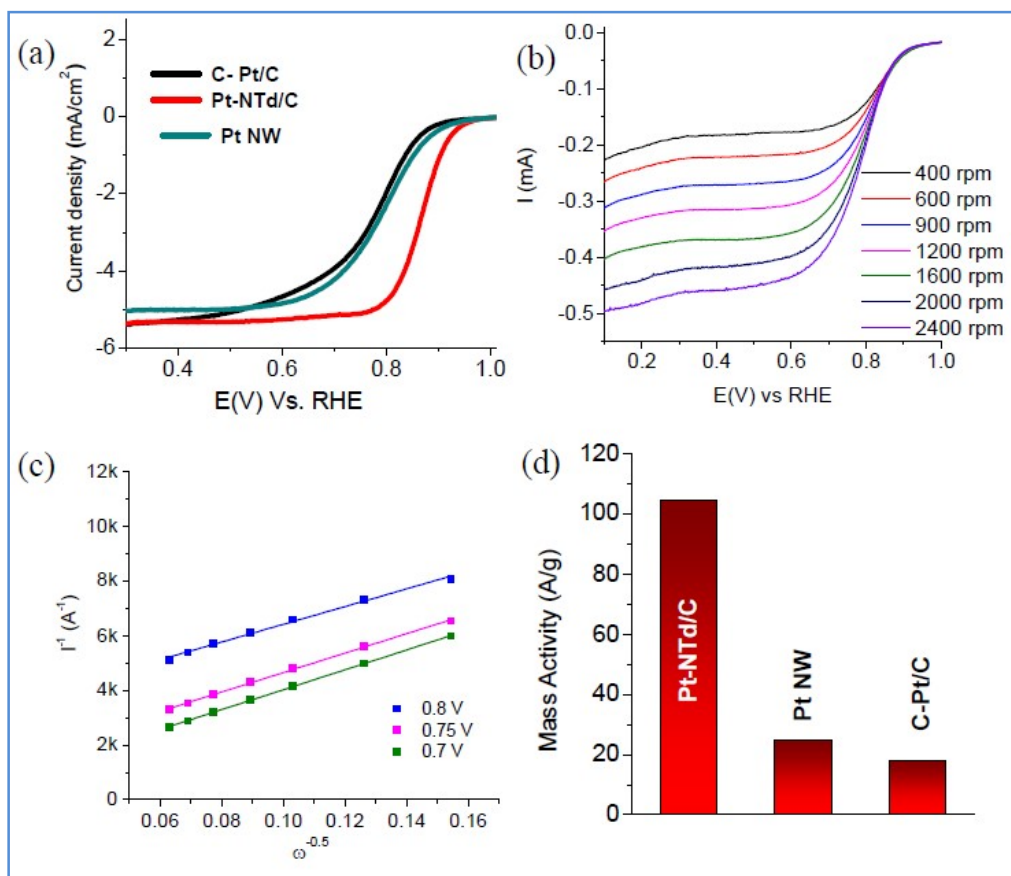 (a)
C- Pt/C
Pt-NTd/C
Pt NW
2
0
-2
-4
-6
Current density (mA/cm²)
0.4
0.6
0.8
1.0
E(V) Vs. RHE
(b)
0.0
-0.1
-0.2
-0.3
-0.4
-0.5
I (mA)
400 rpm
600 rpm
900 rpm
1200 rpm
1600 rpm
2000 rpm
2400 rpm
0.2
0.4
0.6
0.8
1.0
E(V) vs RHE
(c)
12k
10k
8k
6k
4k
2k
0
I⁻¹ (A⁻¹)
0.8 V
0.75 V
0.7 V
0.06
0.08
0.10
0.12
0.14
0.16
ω⁻⁰·⁵
(d)
120
100
80
60
40
20
0
Mass Activity (A/g)
Pt-NTd/C
Pt NW
C-Pt/C